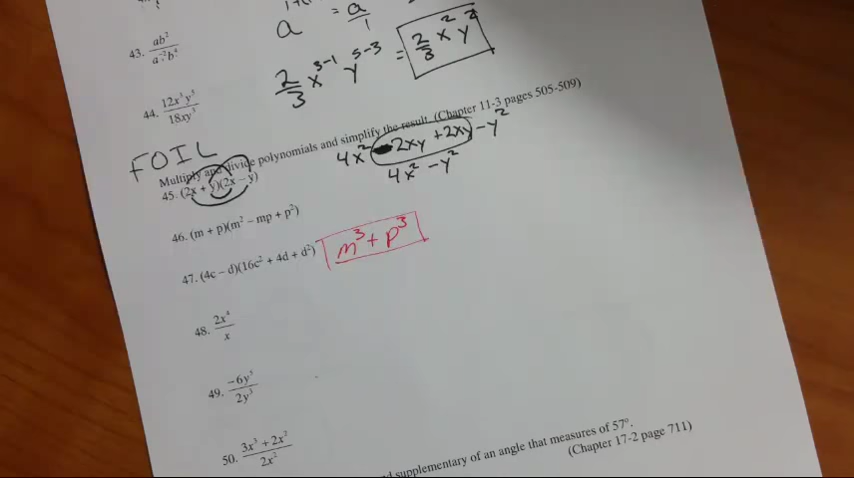 a = a/1
43. ab²
2/3 x³⁻¹ y⁵⁻³ = 2/3 x² y²
44. 12x³y⁵/18xy³
Multiply and divide polynomials and simplify the result. (Chapter 11-3 pages 505-509)
FOIL
4x² - 2xy + 2xy - y²
4x² - y²
45. (2x + y)(2x - y)
46. (m + p)(m² - mp + p²)
m³ + p³
47. (4c - d)(16c² + 4d + d²)
48. 2x⁴/x
49. -6y⁵/2y³
50. 3x³ + 2x²/2x²
supplementary of an angle that measures of 57°.
(Chapter 17-2 page 711)